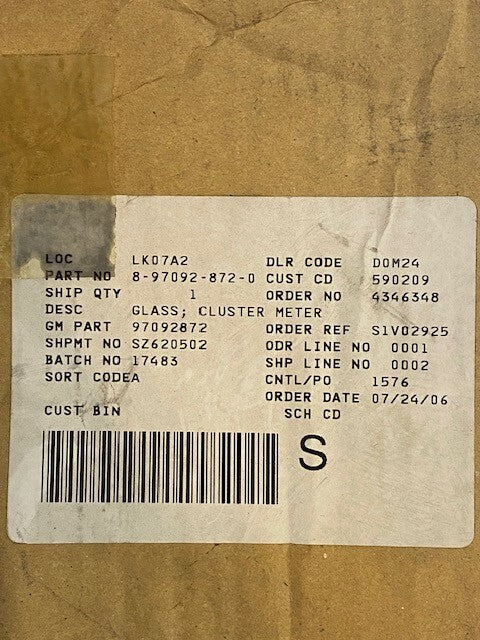 LOC LK07A2 DLR CODE DOM24
PART NO 8-97092-872-0 CUST CD 590209
SHIP QTY 1 ORDER NO 4346348
DESC GLASS; CLUSTER METER
GM PART 97092872 ORDER REF S1V02925
SHPMT NO SZ620502 ODR LINE NO 0001
BATCH NO 17483 SHP LINE NO 0002
SORT CODEA CNTL/PO 1576
ORDER DATE 07/24/06
CUST BIN SCH CD
S